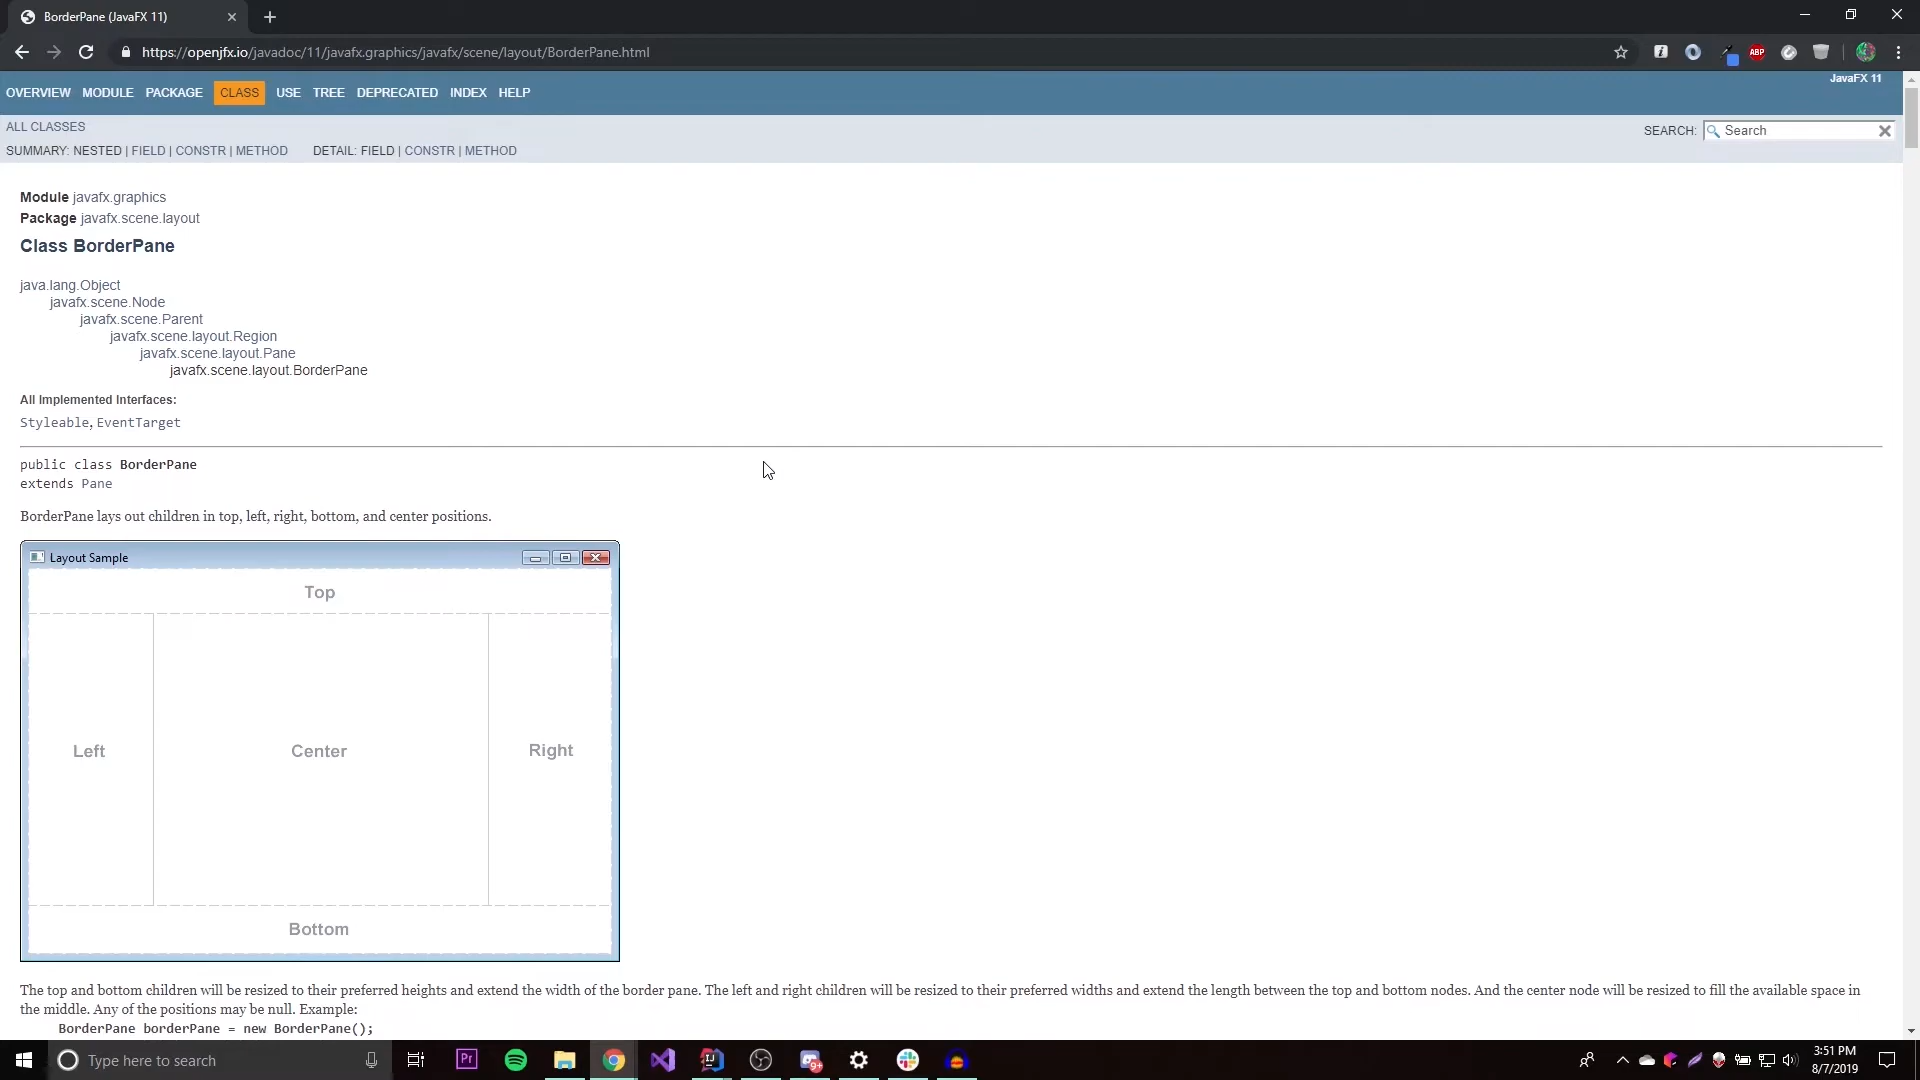 BorderPane (JavaFX 11)
https://openjfx.io/javadoc/11/javafx.graphics/javafx/scene/layout/BorderPane.html
ABP
JavaFX 11
OVERVIEW MODULE PACKAGE CLASS USE TREE DEPRECATED INDEX HELP
ALL CLASSES
SEARCH: Search
SUMMARY: NESTED | FIELD | CONSTR | METHOD DETAIL: FIELD | CONSTR | METHOD
Module javafx.graphics
Package javafx.scene.layout
Class BorderPane
java.lang.Object
javafx.scene.Node
javafx.scene.Parent
javafx.scene.layout.Region
javafx.scene.layout.Pane
javafx.scene.layout.BorderPane
All Implemented Interfaces:
Styleable, EventTarget
public class BorderPane
extends Pane
BorderPane lays out children in top, left, right, bottom, and center positions.
Layout Sample
Top
Left Center Right
Bottom
The top and bottom children will be resized to their preferred heights and extend the width of the border pane. The left and right children will be resized to their preferred widths and extend the length between the top and bottom nodes. And the center node will be resized to fill the available space in
the middle. Any of the positions may be null. Example:
BorderPane borderPane = new BorderPane();
Type here to search
Pr
IJ
9+
3:51 PM
8/7/2019